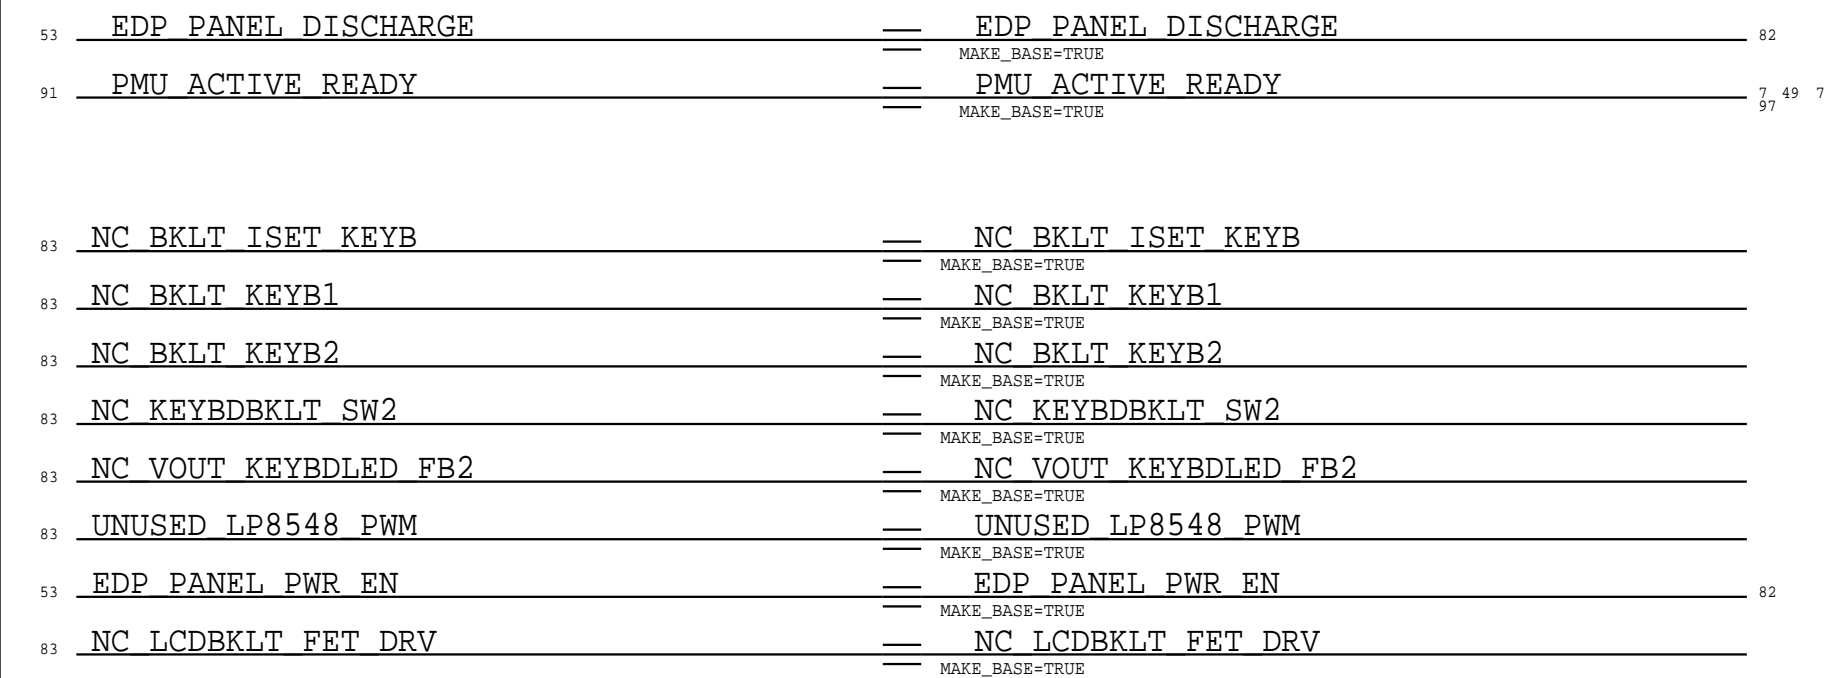 53 EDP_PANEL_DISCHARGE EDP_PANEL_DISCHARGE 82
MAKE_BASE=TRUE
91 PMU_ACTIVE_READY PMU_ACTIVE_READY 7 49 7
MAKE_BASE=TRUE 97
83 NC_BKLT_ISET_KEYB NC_BKLT_ISET_KEYB
MAKE_BASE=TRUE
83 NC_BKLT_KEYB1 NC_BKLT_KEYB1
MAKE_BASE=TRUE
83 NC_BKLT_KEYB2 NC_BKLT_KEYB2
MAKE_BASE=TRUE
83 NC_KEYBDBKLT_SW2 NC_KEYBDBKLT_SW2
MAKE_BASE=TRUE
83 NC_VOUT_KEYBDLED_FB2 NC_VOUT_KEYBDLED_FB2
MAKE_BASE=TRUE
83 UNUSED_LP8548_PWM UNUSED_LP8548_PWM
MAKE_BASE=TRUE
53 EDP_PANEL_PWR_EN EDP_PANEL_PWR_EN 82
MAKE_BASE=TRUE
83 NC_LCDBKLT_FET_DRV NC_LCDBKLT_FET_DRV
MAKE_BASE=TRUE